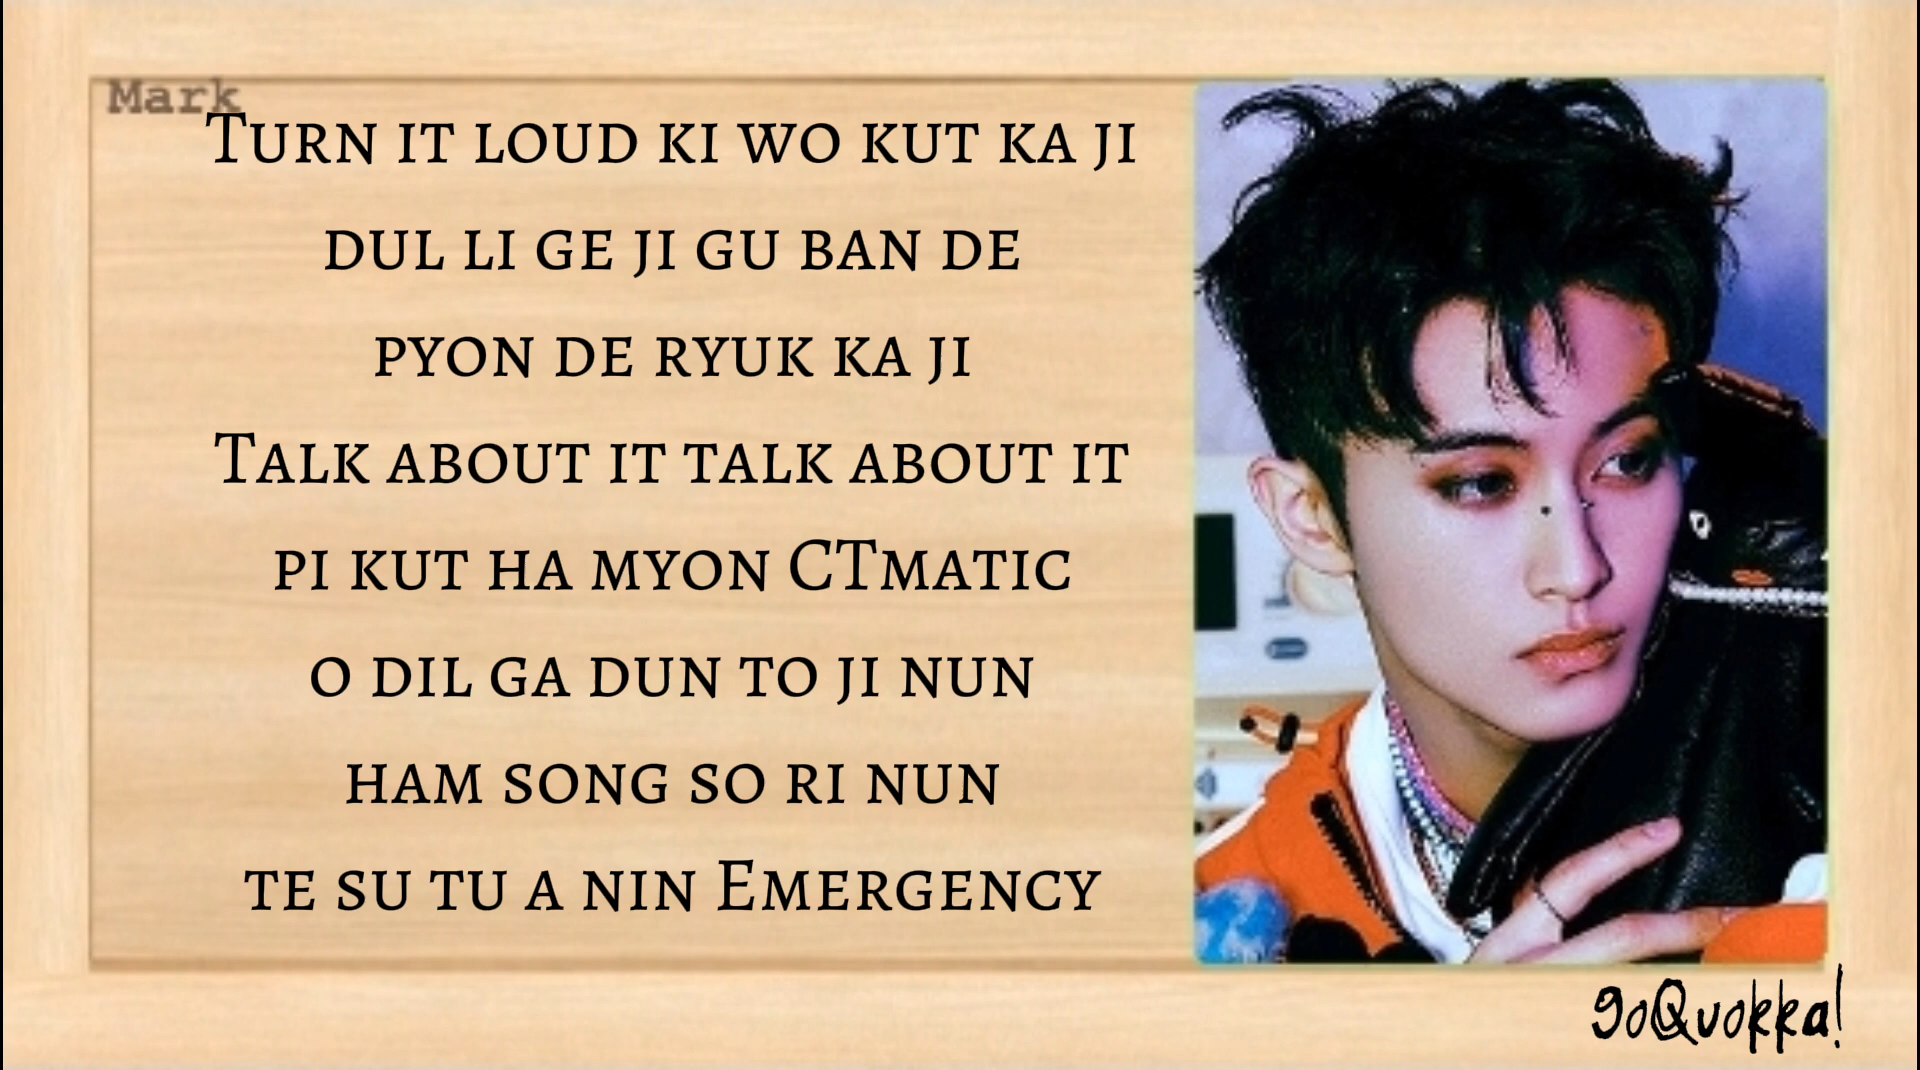 Mark
Turn it loud ki wo kut ka ji
dul li ge ji gu ban de
pyon de ryuk ka ji
Talk about it talk about it
pi kut ha myon CTmatic
o dil ga dun to ji nun
ham song so ri nun
te su tu a nin Emergency
goQuokka!